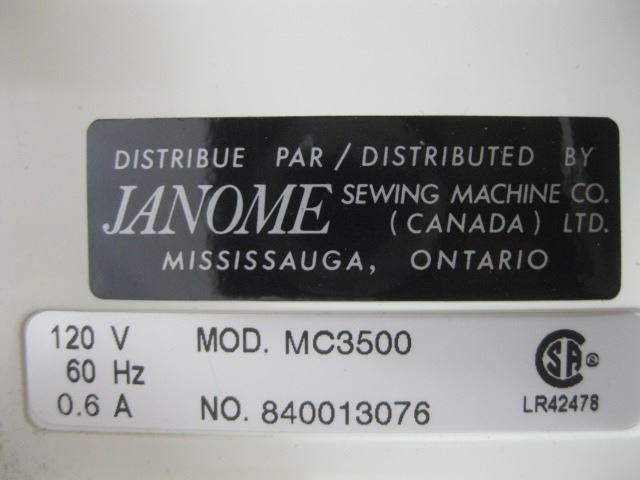 DISTRIBUE PAR / DISTRIBUTED BY
JANOME SEWING MACHINE CO.
(CANADA) LTD.
MISSISSAUGA, ONTARIO
120 V MOD. MC3500
60 Hz
0.6 A NO. 840013076
SA ®
LR42478